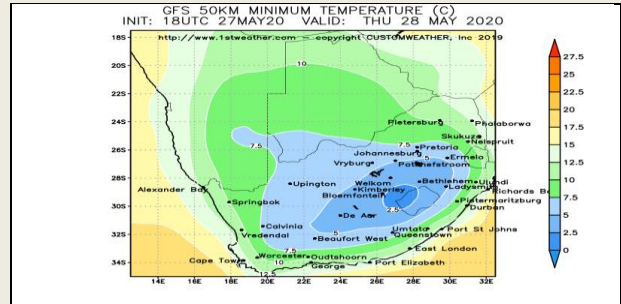 GFS 50KM MINIMUM TEMPERATURE (C)
INIT: 18UTC 27MAY20 VALID: THU 28 MAY 2020
http://www.1stweather.com copyright CUSTOMWEATHER, Inc 2019
18S
20S
22S
24S
26S
28S
30S
32S
34S
16E
18E
20E
22E
24E
26E
28E
30E
32E
10
Pietersburg
Phalaborwa
Skukuza
Nelspruit
7.5
7.5
Pretoria
Johannesburg
5
Ermelo
Vryburg
Potchefstroom
Welkom
Bethlehem
Ulundi
Upington
Kimberley
Ladysmith
Alexander Bay
Bloemfontein
Richards B
Springbok
2.5
Pietermaritzburg
De Aar
Durban
Calvinia
Umtata
Port St Johns
Vredendal
5
Queenstown
Beaufort West
7.5
East London
Worcester
Oudtshoorn
Cape Town
10
George
Port Elizabeth
12.5
27.5
25
22.5
20
17.5
15
12.5
10
7.5
5
2.5
0